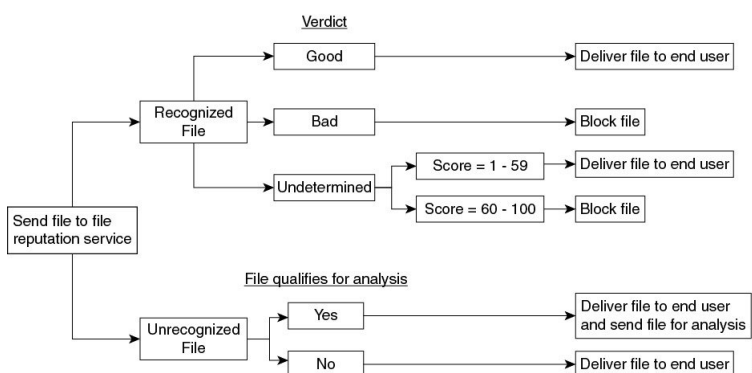 Verdict
Good
Deliver file to end user
Recognized
File
Bad
Block file
Undetermined
Score = 1 - 59
Deliver file to end user
Score = 60 - 100
Block file
Send file to file
reputation service
File qualifies for analysis
Unrecognized
File
Yes
Deliver file to end user
and send file for analysis
No
Deliver file to end user